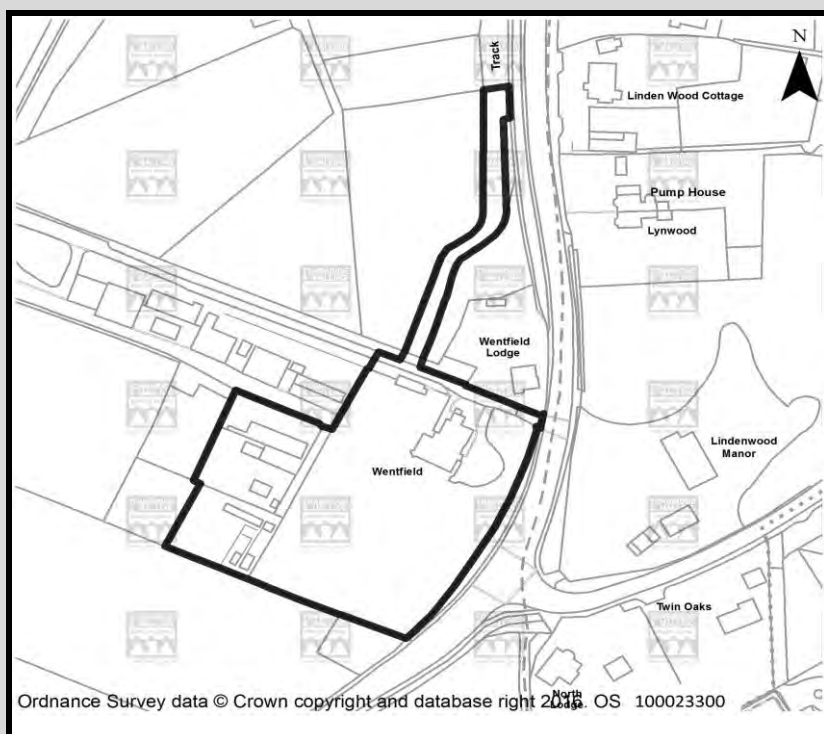 Track
N
Linden Wood Cottage
Pump House
Lynwood
Wentfield
Lodge
Wentfield
Lindenwood
Manor
Twin Oaks
North
Lodge
Ordnance Survey data © Crown copyright and database right 2016. OS 100023300